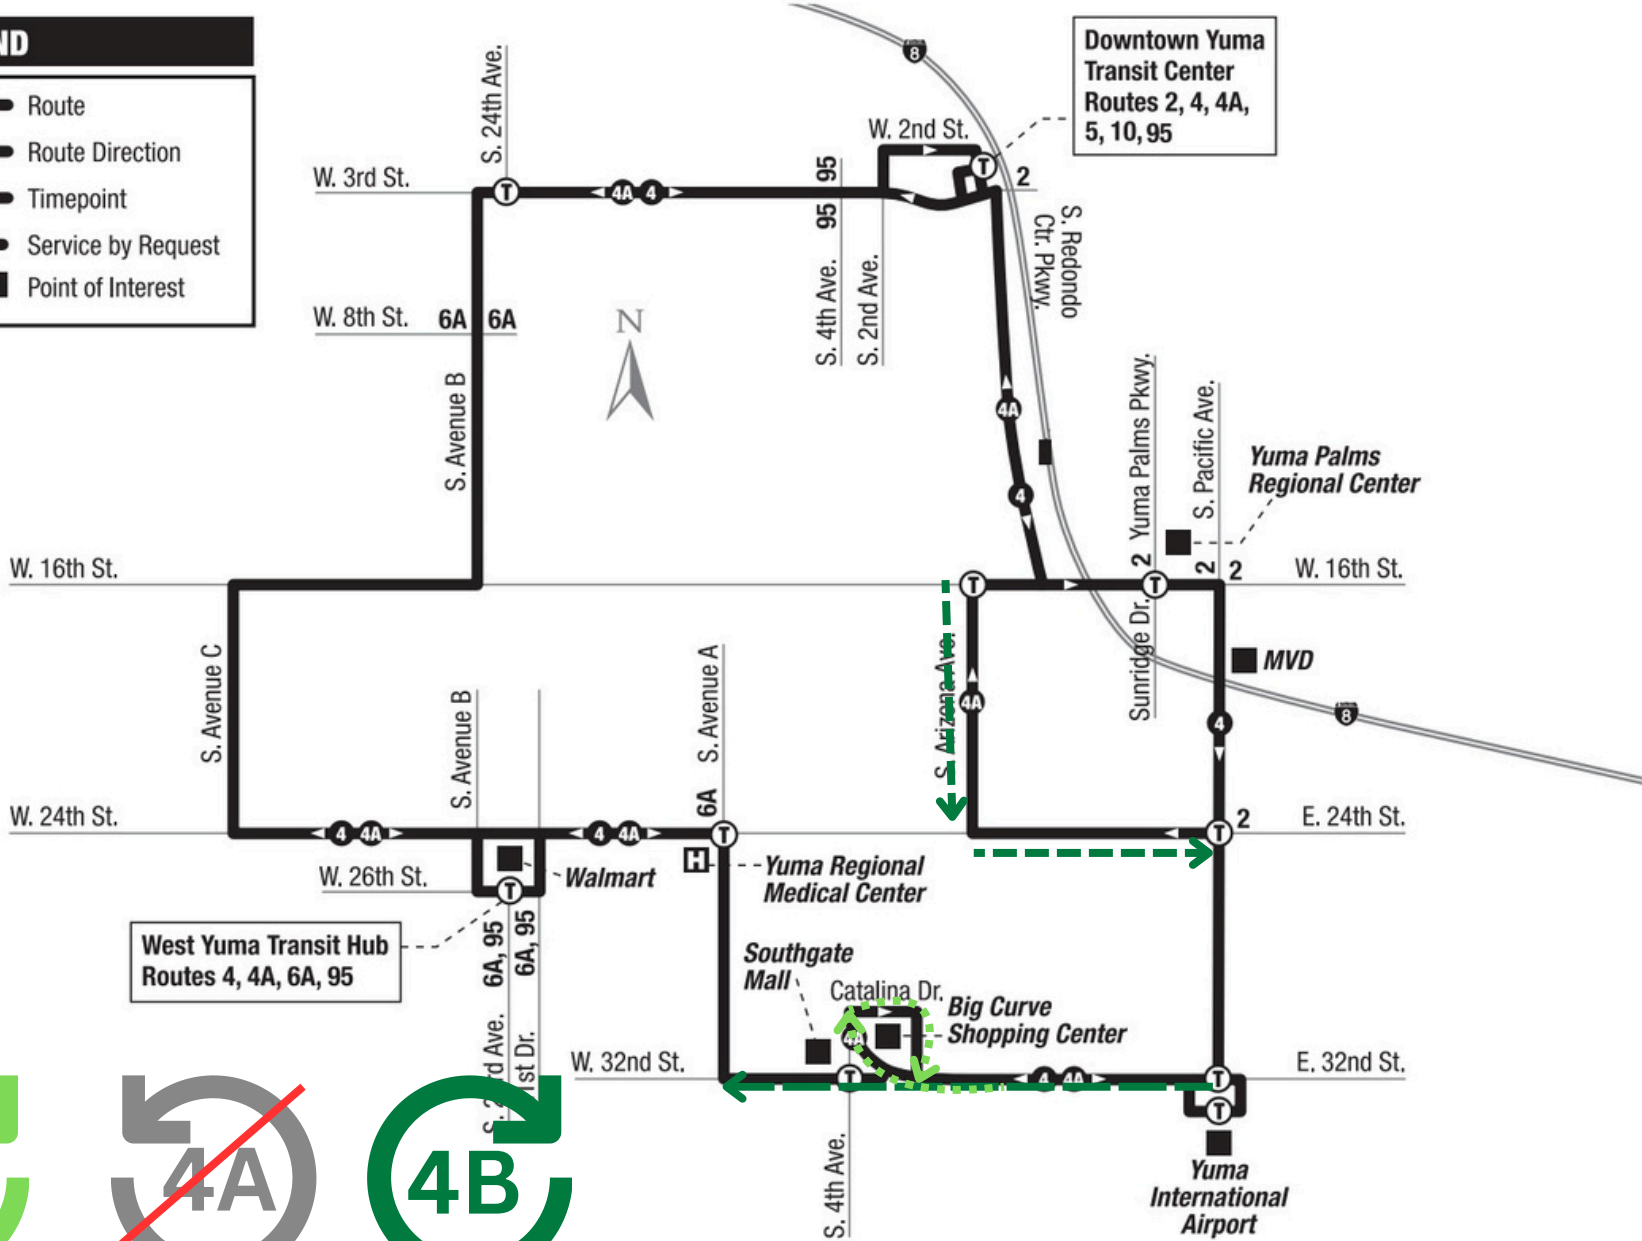 ND
Route
Route Direction
Timepoint
Service by Request
Point of Interest
S. 24th Ave.
8
Downtown Yuma
Transit Center
Routes 2, 4, 4A,
5, 10, 95
W. 2nd St.
T
W. 3rd St.
T
4A 4
95
95
2
S. Redondo
Ctr. Pkwy.
S. 4th Ave.
S. 2nd Ave.
W. 8th St.
6A
6A
N
S. Avenue B
4A
4
Yuma Palms Pkwy.
S. Pacific Ave.
Yuma Palms
Regional Center
W. 16th St.
T
2
T
2
2
W. 16th St.
S. Avenue C
S. Avenue B
S. Avenue A
S. Arizona Ave.
4A
Sunridge Dr.
MVD
4
8
W. 24th St.
4 4A
4 4A
6A
T
T
2
E. 24th St.
W. 26th St.
T
Walmart
H
Yuma Regional
Medical Center
West Yuma Transit Hub
Routes 4, 4A, 6A, 95
6A, 95
6A, 95
Southgate
Mall
Catalina Dr.
4A
Big Curve
Shopping Center
W. 32nd St.
T
4 4A
T
E. 32nd St.
T
1st Dr.
S. 4th Ave.
Yuma
International
Airport
4A
4B